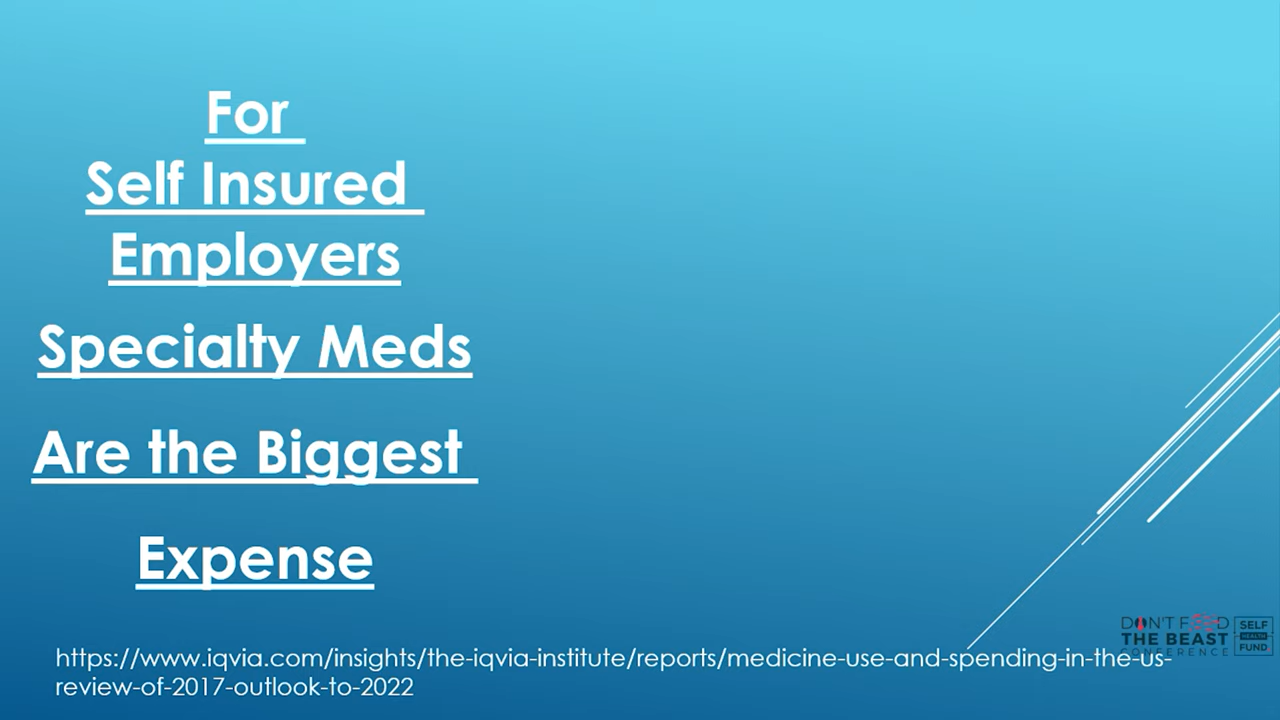 For
Self Insured
Employers
Specialty Meds
Are the Biggest
Expense
https://www.iqvia.com/insights/the-iqvia-institute/reports/medicine-use-and-spending-in-the-us-
review-of-2017-outlook-to-2022
DON'T FEED
THE BEAST
CONFERENCE
SELF
HEALTH
FUND